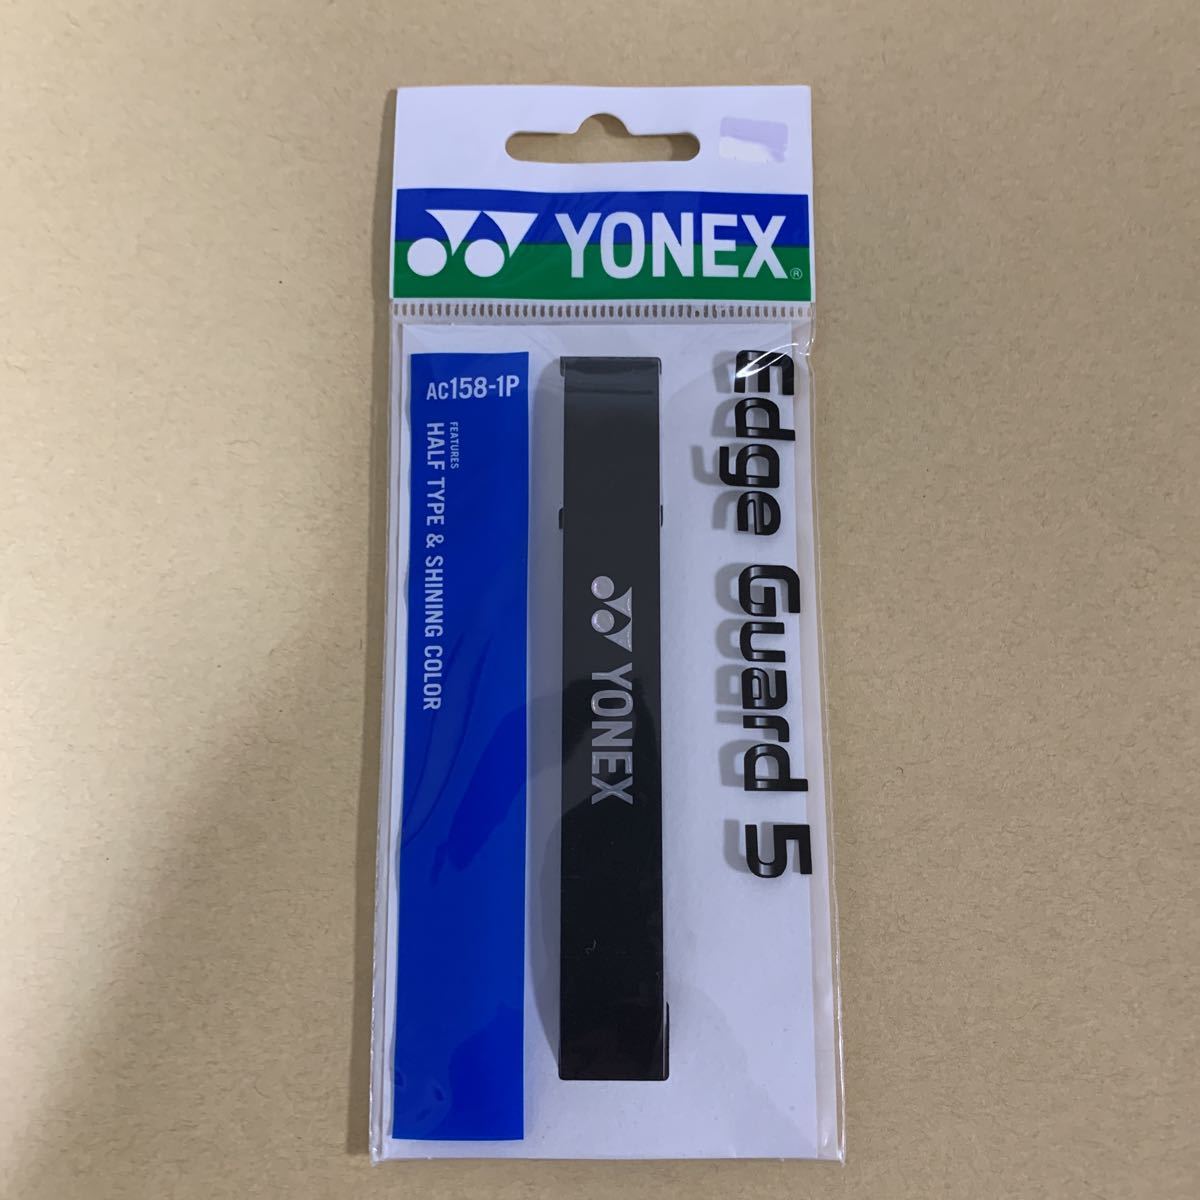 YONEX®
AC158-1P
FEATURES
HALF TYPE & SHINING COLOR
YONEX
Edge Guard 5